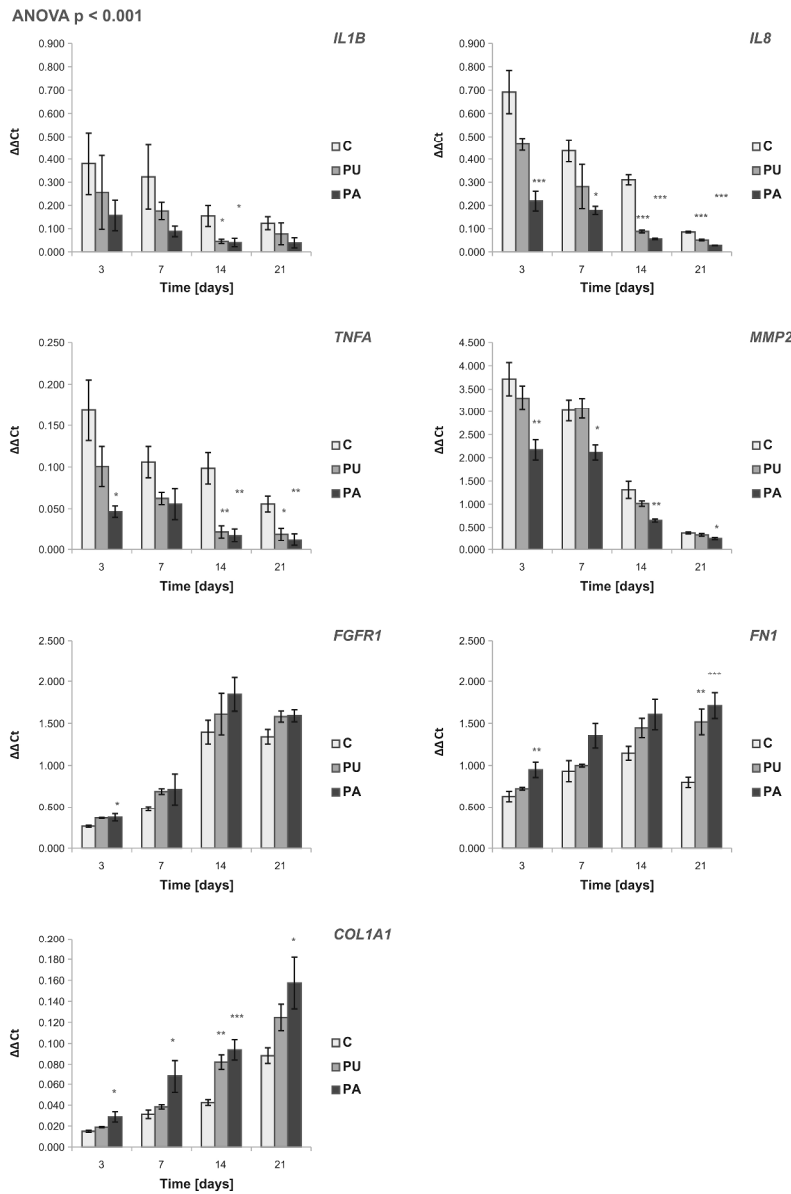 ANOVA p < 0.001
IL1B
0.900
0.800
0.700
0.600
0.500
0.400
0.300
0.200
0.100
0.000
ΔΔCt
* *
C
PU
PA
3 7 14 21
Time [days]
IL8
0.900
0.800
0.700
0.600
0.500
0.400
0.300
0.200
0.100
0.000
ΔΔCt
*** * *** *** *** ***
C
PU
PA
3 7 14 21
Time [days]
TNFA
0.250
0.200
0.150
0.100
0.050
0.000
ΔΔCt
* ** ** * **
C
PU
PA
3 7 14 21
Time [days]
MMP2
4.500
4.000
3.500
3.000
2.500
2.000
1.500
1.000
0.500
0.000
ΔΔCt
** * ** *
C
PU
PA
3 7 14 21
Time [days]
FGFR1
2.500
2.000
1.500
1.000
0.500
0.000
ΔΔCt
*
C
PU
PA
3 7 14 21
Time [days]
FN1
2.500
2.000
1.500
1.000
0.500
0.000
ΔΔCt
** ** ***
C
PU
PA
3 7 14 21
Time [days]
COL1A1
0.200
0.180
0.160
0.140
0.120
0.100
0.080
0.060
0.040
0.020
0.000
ΔΔCt
* * ** *** *
C
PU
PA
3 7 14 21
Time [days]